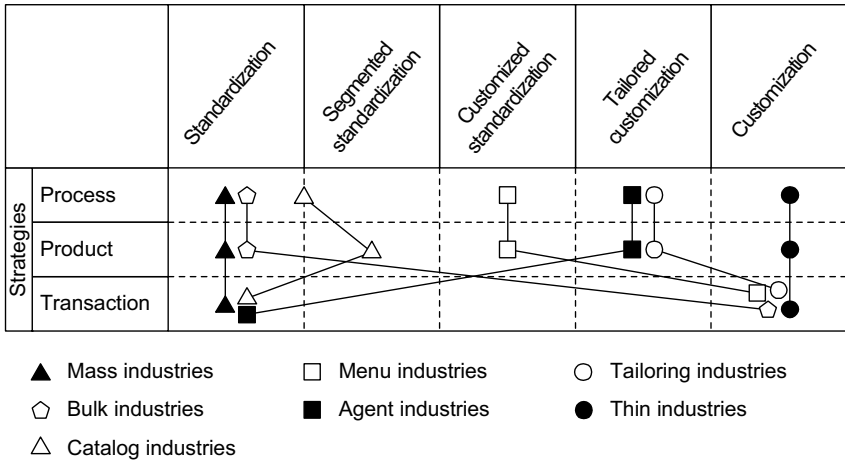 Standardization
Segmented
standardization
Customized
standardization
Tailored
customization
Customization
Strategies
Process
Product
Transaction
Mass industries
Menu industries
Tailoring industries
Bulk industries
Agent industries
Thin industries
Catalog industries